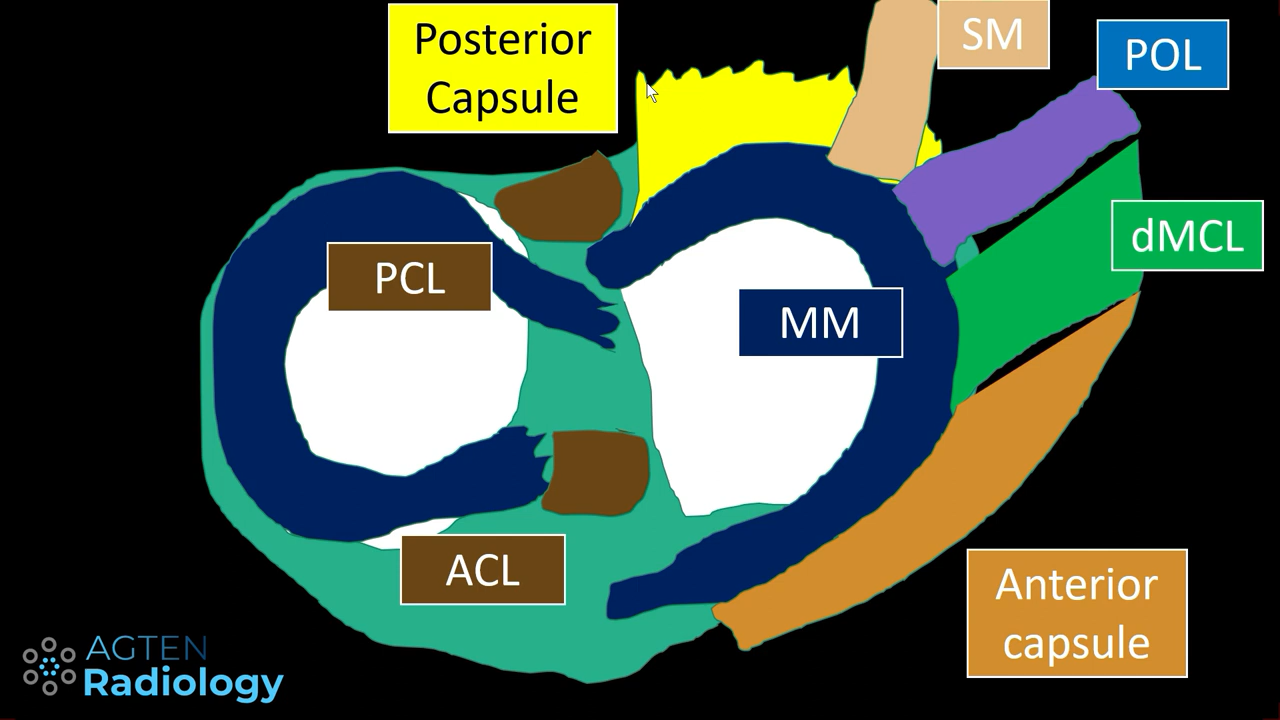 Posterior
Capsule
SM
POL
dMCL
PCL
MM
ACL
Anterior
capsule
AGTEN
Radiology